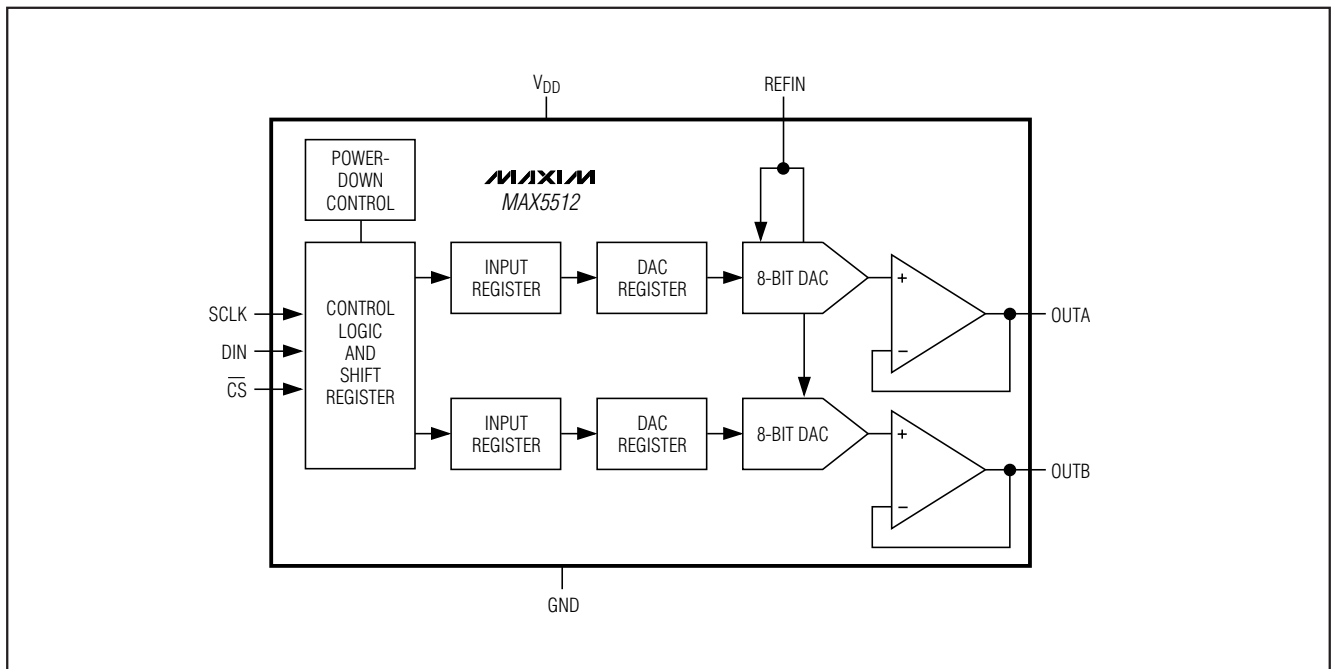 V_DD
REFIN
POWER-
DOWN
CONTROL
MAXIM
MAX5512
SCLK
DIN
C̅S̅
CONTROL
LOGIC
AND
SHIFT
REGISTER
INPUT
REGISTER
DAC
REGISTER
8-BIT DAC
+
−
OUTA
INPUT
REGISTER
DAC
REGISTER
8-BIT DAC
+
−
OUTB
GND